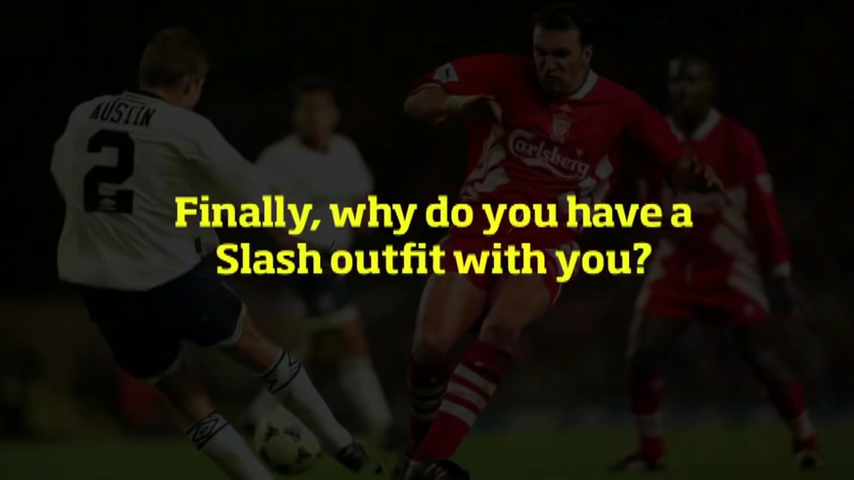 AUSTIN
2
Carlsberg
Finally, why do you have a
Slash outfit with you?